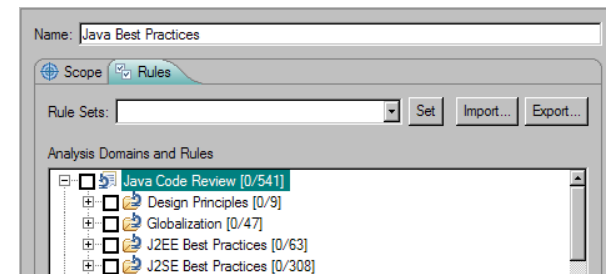 Name: Java Best Practices
Scope Rules
Rule Sets: Set Import... Export...
Analysis Domains and Rules
Java Code Review [0/541]
Design Principles [0/9]
Globalization [0/47]
J2EE Best Practices [0/63]
J2SE Best Practices [0/308]